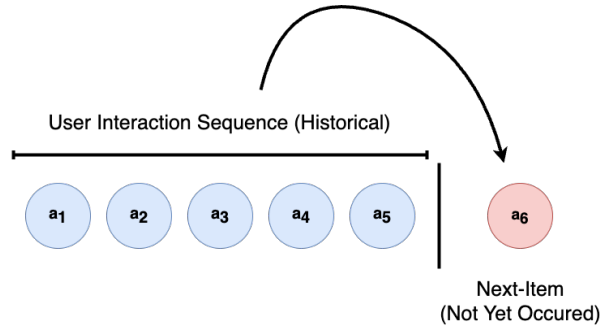 User Interaction Sequence (Historical)
a1 a2 a3 a4 a5 a6
Next-Item
(Not Yet Occured)